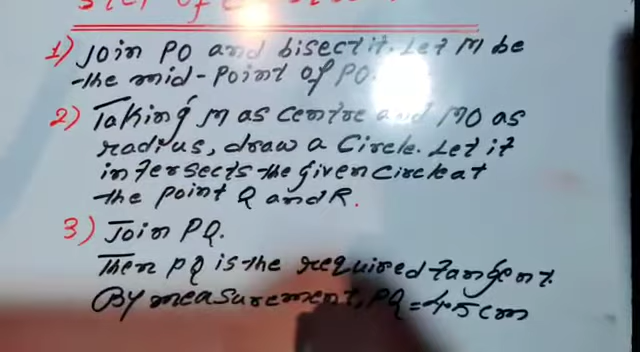 1) Join PO and bisect it. Let M be
the mid-point of PO.
2) Taking M as centre and MO as
radius, draw a Circle. Let it
intersects the given circle at
the point Q and R.
3) Join PQ.
Then PQ is the required tangent.
By measurement, PQ = 4.5 cm